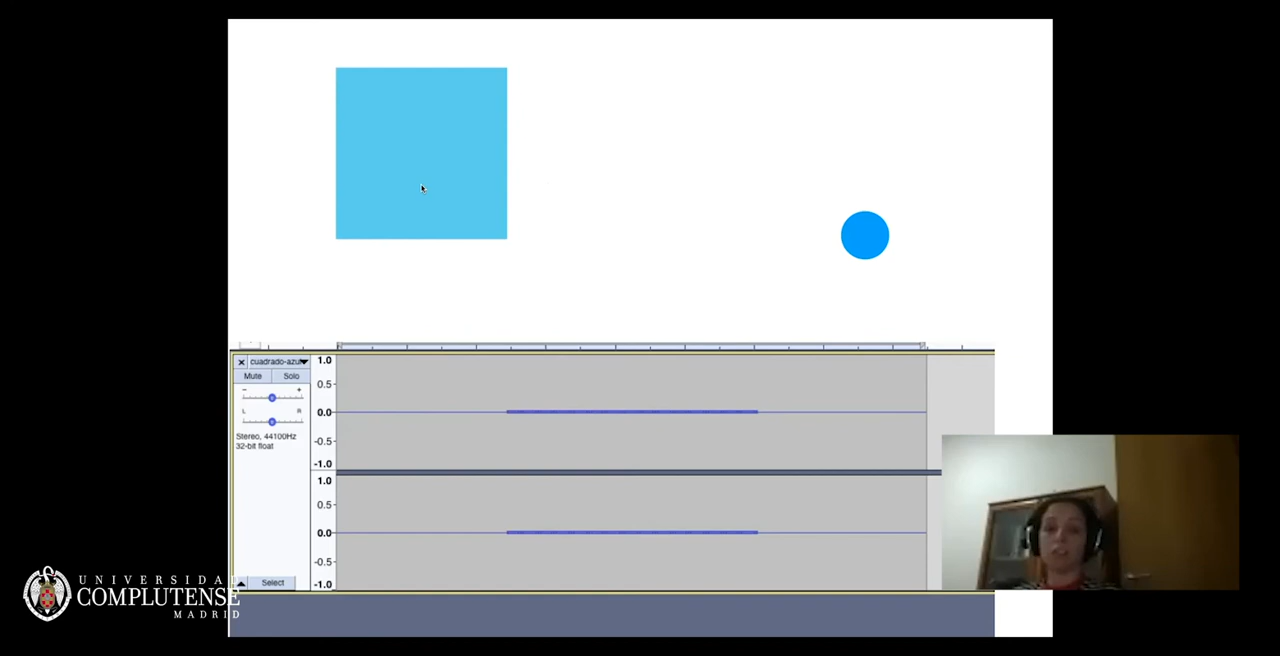 cuadrado-azul
Mute
Solo
-
+
L
R
Stereo, 44100Hz
32-bit float
Select
1.0
0.5
0.0
-0.5
-1.0
1.0
0.5
0.0
-0.5
-1.0
UNIVERSIDAD
COMPLUTENSE
MADRID